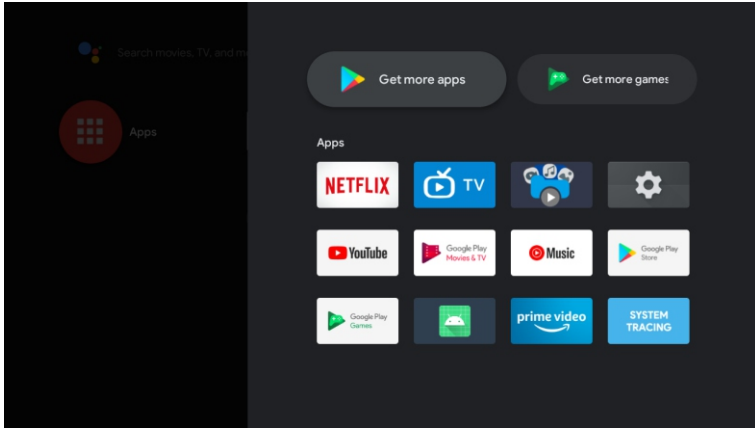 Search movies, TV, and m
Get more apps
Get more games
Apps
Apps
NETFLIX
TV
YouTube
Google Play
Movies & TV
Music
Google Play
Store
Google Play
Games
prime video
SYSTEM
TRACING